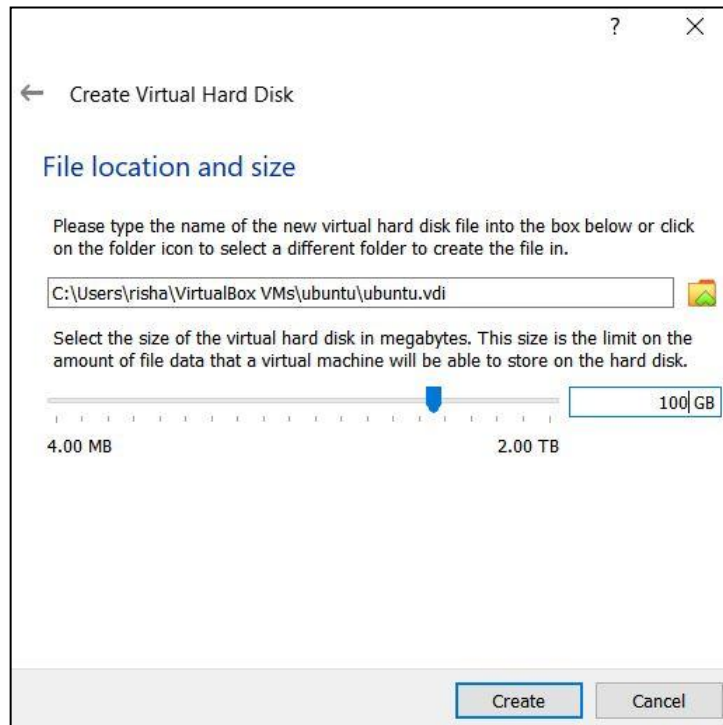 ?
Create Virtual Hard Disk
File location and size
Please type the name of the new virtual hard disk file into the box below or click
on the folder icon to select a different folder to create the file in.
C:\Users\risha\VirtualBox VMs\ubuntu\ubuntu.vdi
Select the size of the virtual hard disk in megabytes. This size is the limit on the
amount of file data that a virtual machine will be able to store on the hard disk.
100 GB
4.00 MB 2.00 TB
Create Cancel